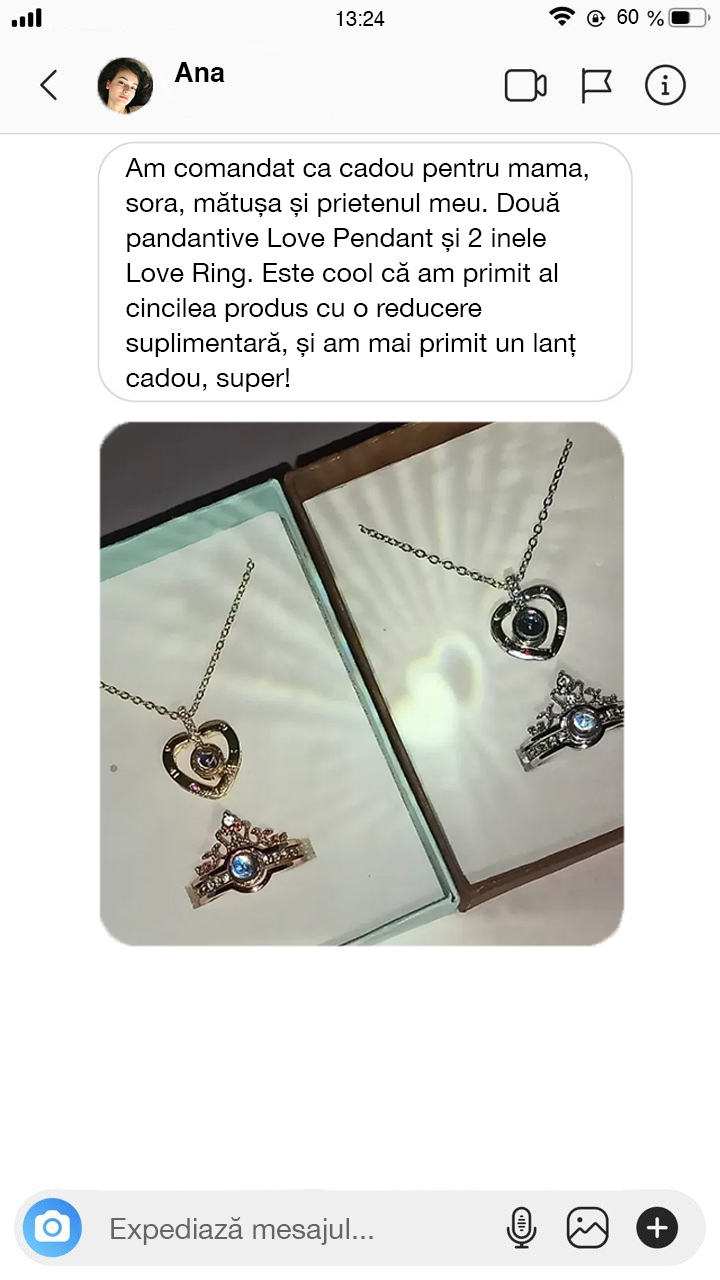 13:24
60 %
Ana
Am comandat ca cadou pentru mama,
sora, mătușa și prietenul meu. Două
pandantive Love Pendant și 2 inele
Love Ring. Este cool că am primit al
cincilea produs cu o reducere
suplimentară, și am mai primit un lanț
cadou, super!
Expediază mesajul...